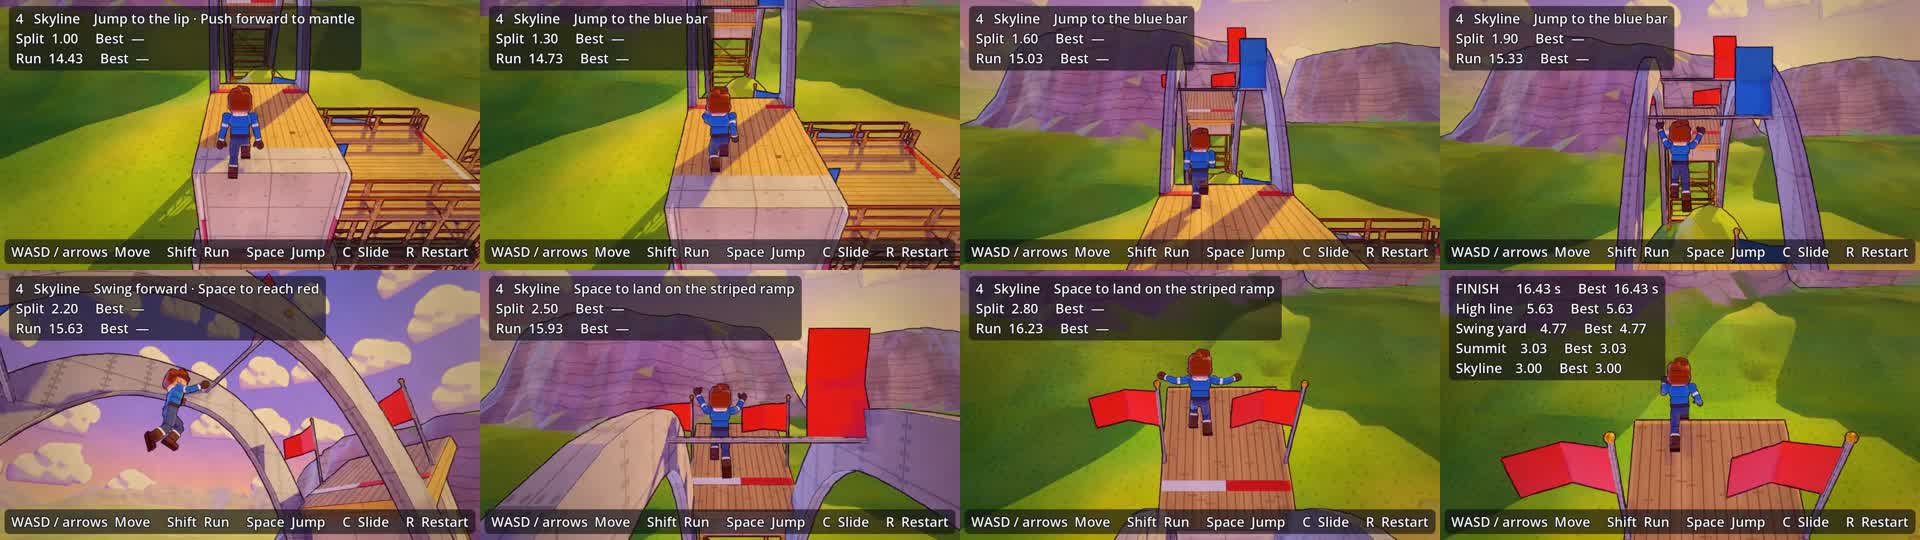 4 Skyline Jump to the lip · Push forward to mantle
Split 1.00 Best —
Run 14.43 Best —
WASD / arrows Move Shift Run Space Jump C Slide R Restart
4 Skyline Jump to the blue bar
Split 1.30 Best —
Run 14.73 Best —
WASD / arrows Move Shift Run Space Jump C Slide R Restart
4 Skyline Jump to the blue bar
Split 1.60 Best —
Run 15.03 Best —
WASD / arrows Move Shift Run Space Jump C Slide R Restart
4 Skyline Jump to the blue bar
Split 1.90 Best —
Run 15.33 Best —
WASD / arrows Move Shift Run Space Jump C Slide R Restart
4 Skyline Swing forward · Space to reach red
Split 2.20 Best —
Run 15.63 Best —
WASD / arrows Move Shift Run Space Jump C Slide R Restart
4 Skyline Space to land on the striped ramp
Split 2.50 Best —
Run 15.93 Best —
WASD / arrows Move Shift Run Space Jump C Slide R Restart
4 Skyline Space to land on the striped ramp
Split 2.80 Best —
Run 16.23 Best —
WASD / arrows Move Shift Run Space Jump C Slide R Restart
FINISH 16.43 s Best 16.43 s
High line 5.63 Best 5.63
Swing yard 4.77 Best 4.77
Summit 3.03 Best 3.03
Skyline 3.00 Best 3.00
WASD / arrows Move Shift Run Space Jump C Slide R Restart